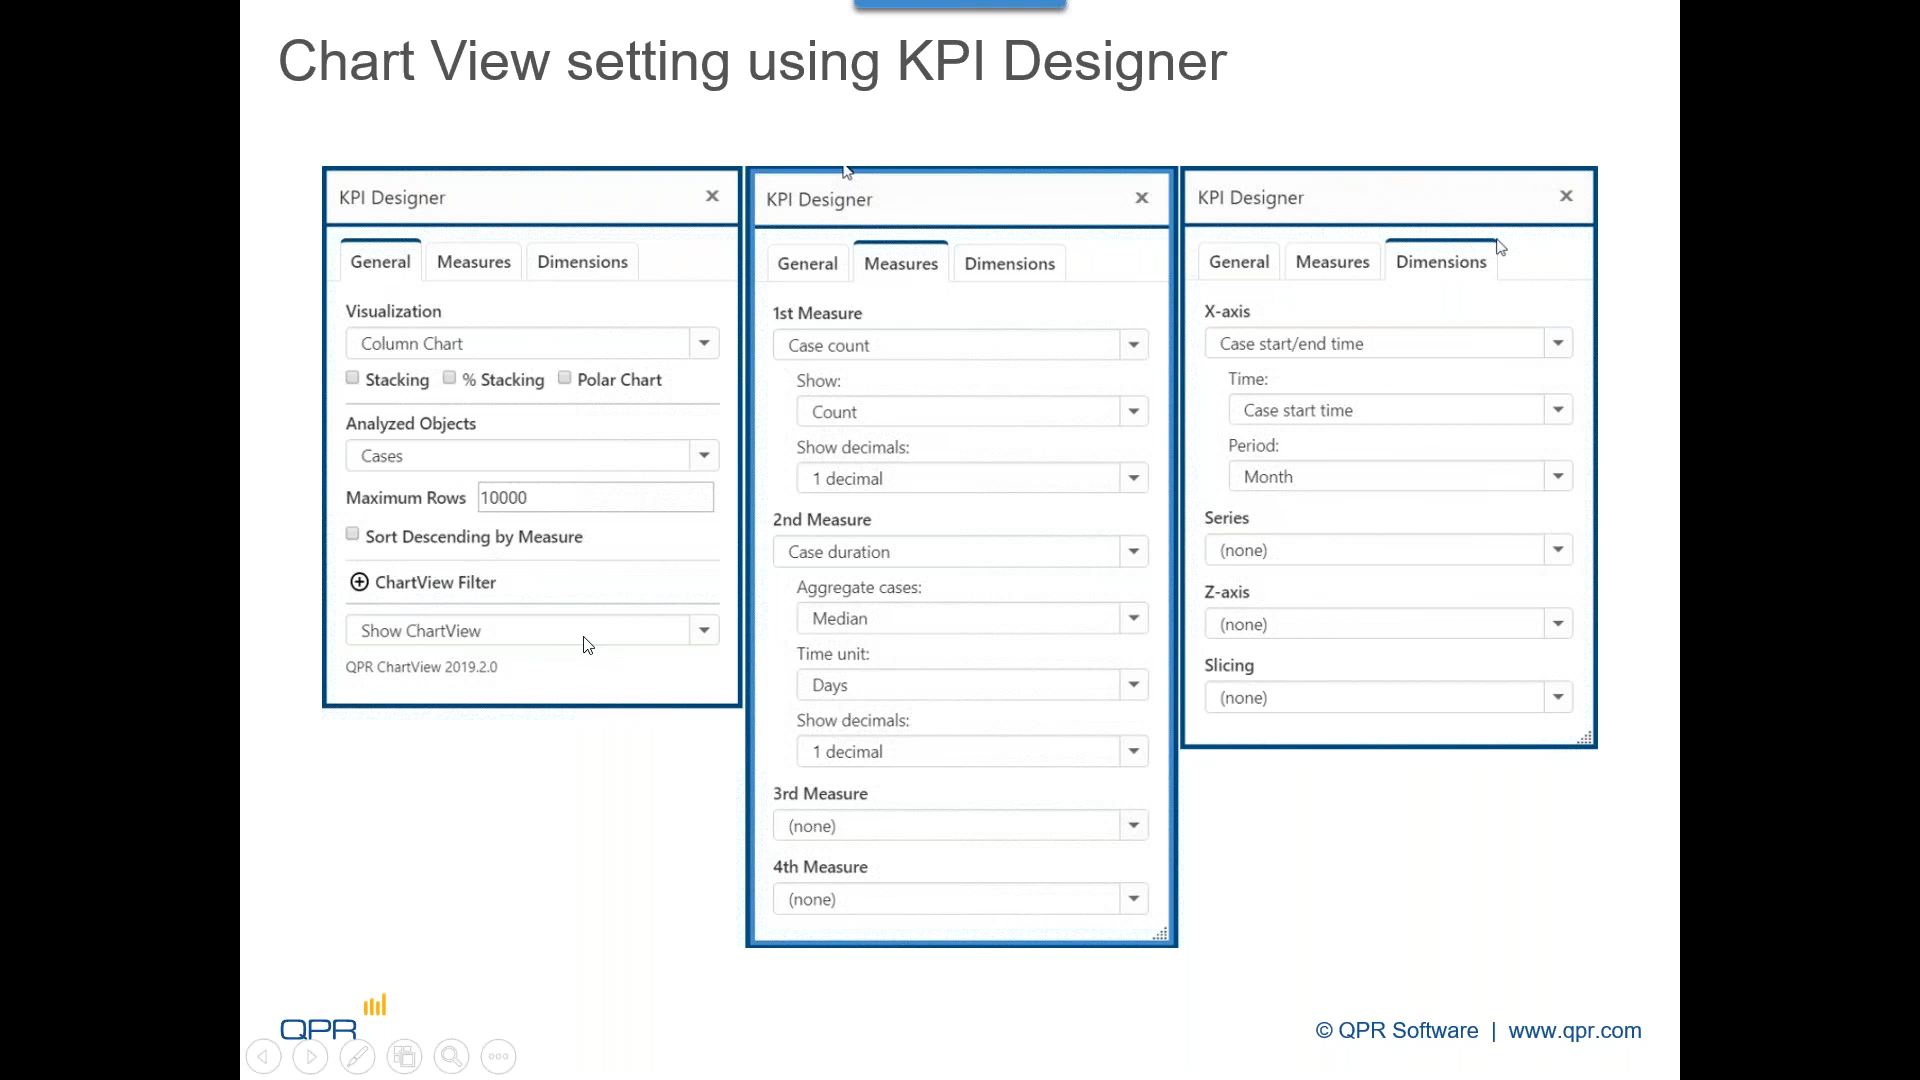 Chart View setting using KPI Designer
KPI Designer
General Measures Dimensions
Visualization
Column Chart
Stacking % Stacking Polar Chart
Analyzed Objects
Cases
Maximum Rows 10000
Sort Descending by Measure
ChartView Filter
Show ChartView
QPR ChartView 2019.2.0
KPI Designer
General Measures Dimensions
1st Measure
Case count
Show:
Count
Show decimals:
1 decimal
2nd Measure
Case duration
Aggregate cases:
Median
Time unit:
Days
Show decimals:
1 decimal
3rd Measure
(none)
4th Measure
(none)
KPI Designer
General Measures Dimensions
X-axis
Case start/end time
Time:
Case start time
Period:
Month
Series
(none)
Z-axis
(none)
Slicing
(none)
QPR
© QPR Software | www.qpr.com